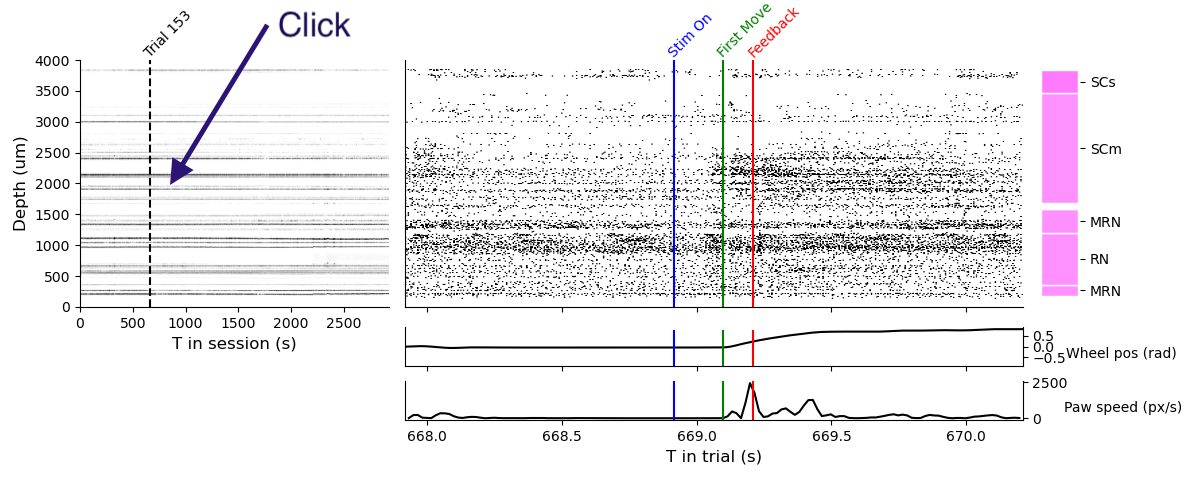 Click
Trial 153
Stim On
First Move
Feedback
4000
3500
3000
2500
2000
1500
1000
500
0
Depth (um)
0 500 1000 1500 2000 2500
T in session (s)
SCs
SCm
MRN
RN
MRN
0.5
0.0
−0.5
Wheel pos (rad)
2500
0
Paw speed (px/s)
668.0 668.5 669.0 669.5 670.0
T in trial (s)